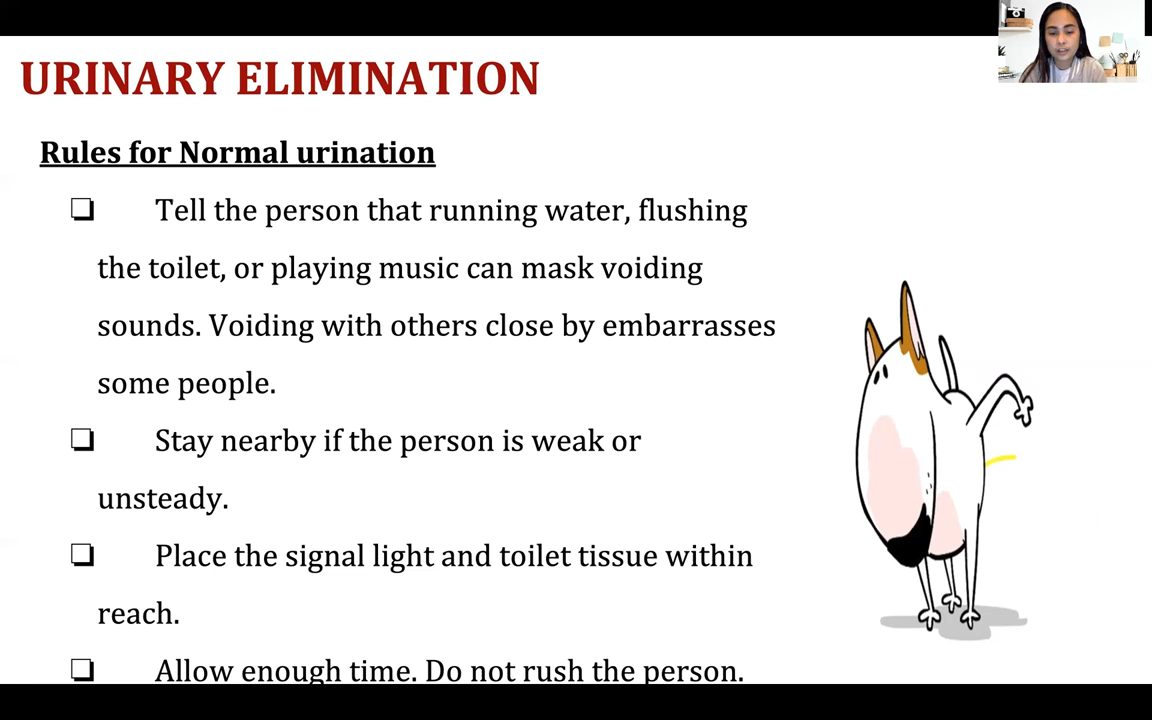 URINARY ELIMINATION
Rules for Normal urination
❏ Tell the person that running water, flushing
the toilet, or playing music can mask voiding
sounds. Voiding with others close by embarrasses
some people.
❏ Stay nearby if the person is weak or
unsteady.
❏ Place the signal light and toilet tissue within
reach.
❏ Allow enough time. Do not rush the person.